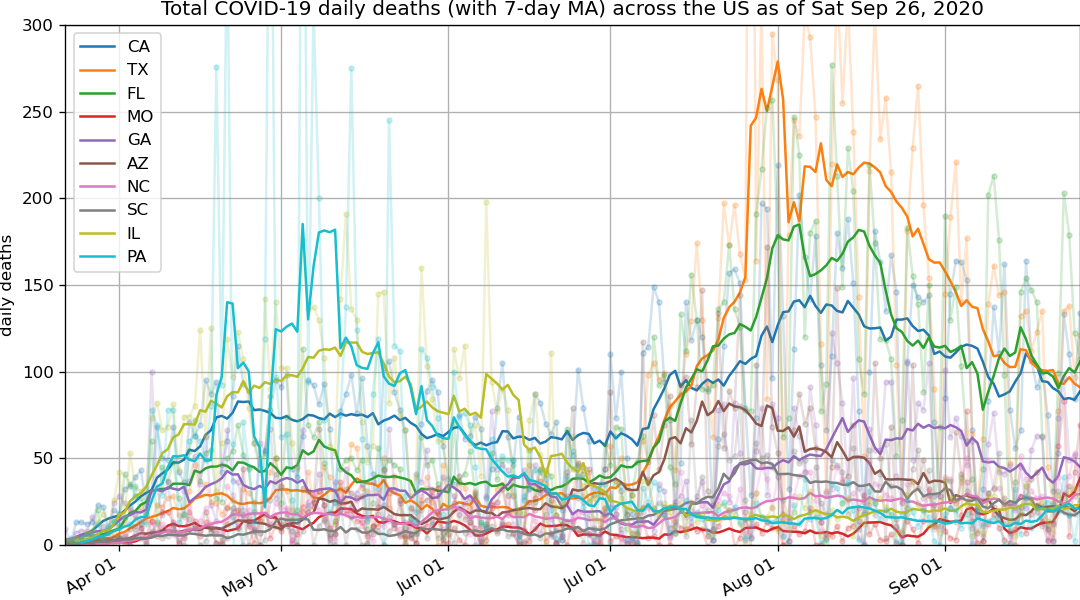 Total COVID-19 daily deaths (with 7-day MA) across the US as of Sat Sep 26, 2020
300
250
200
150
100
50
0
daily deaths
CA
TX
FL
MO
GA
AZ
NC
SC
IL
PA
Apr 01
May 01
Jun 01
Jul 01
Aug 01
Sep 01